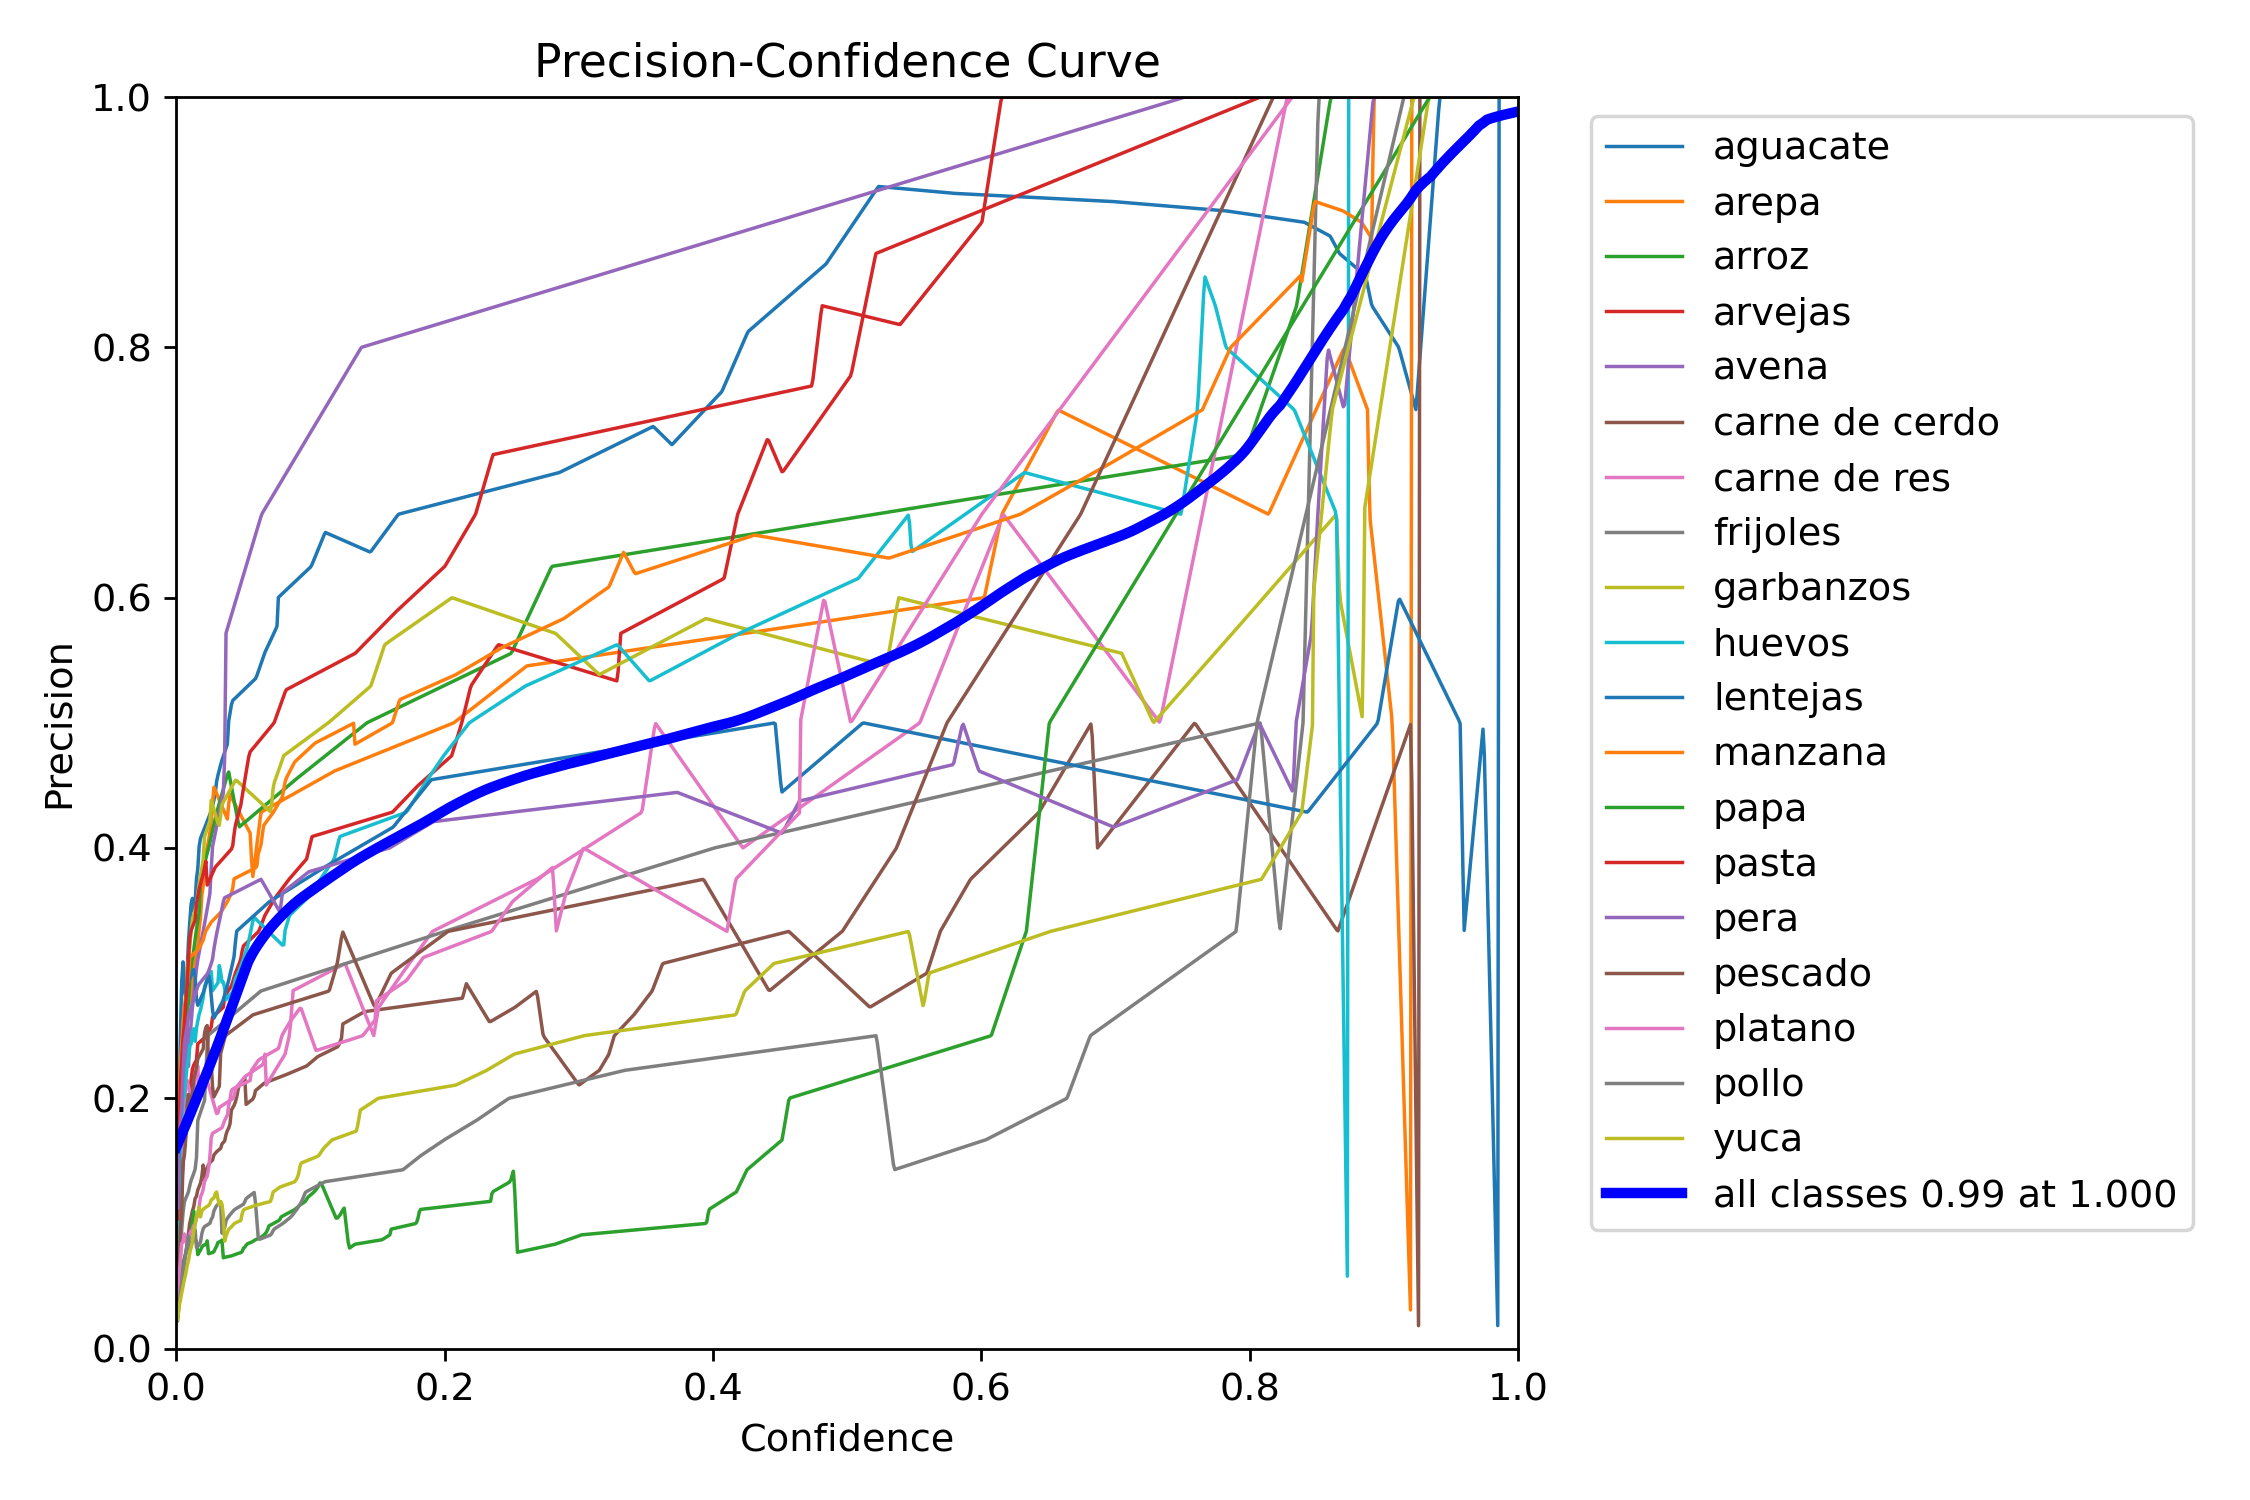 Precision-Confidence Curve
1.0
0.8
0.6
0.4
0.2
0.0
Precision
0.0 0.2 0.4 0.6 0.8 1.0
Confidence
aguacate
arepa
arroz
arvejas
avena
carne de cerdo
carne de res
frijoles
garbanzos
huevos
lentejas
manzana
papa
pasta
pera
pescado
platano
pollo
yuca
all classes 0.99 at 1.000